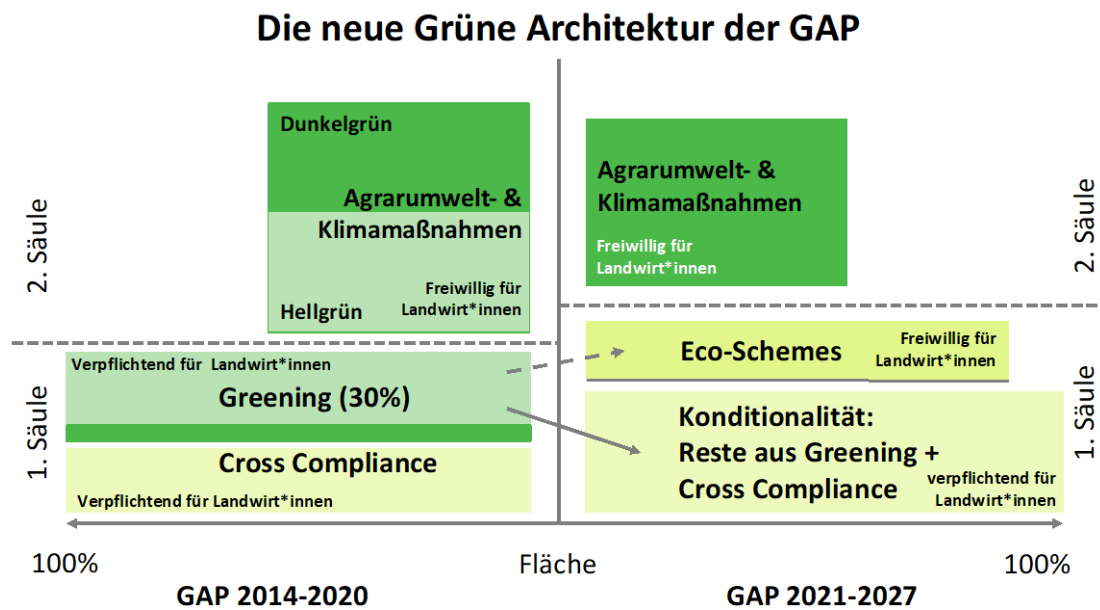 Die neue Grüne Architektur der GAP
2. Säule
Dunkelgrün
Agrarumwelt- &
Klimamaßnahmen
Freiwillig für
Landwirt*innen
Hellgrün
1. Säule
Verpflichtend für Landwirt*innen
Greening (30%)
Cross Compliance
Verpflichtend für Landwirt*innen
Agrarumwelt- &
Klimamaßnahmen
Freiwillig für
Landwirt*innen
2. Säule
Eco-Schemes
Freiwillig für
Landwirt*innen
Konditionalität:
Reste aus Greening +
Cross Compliance
verpflichtend für
Landwirt*innen
1. Säule
100%
Fläche
100%
GAP 2014-2020
GAP 2021-2027